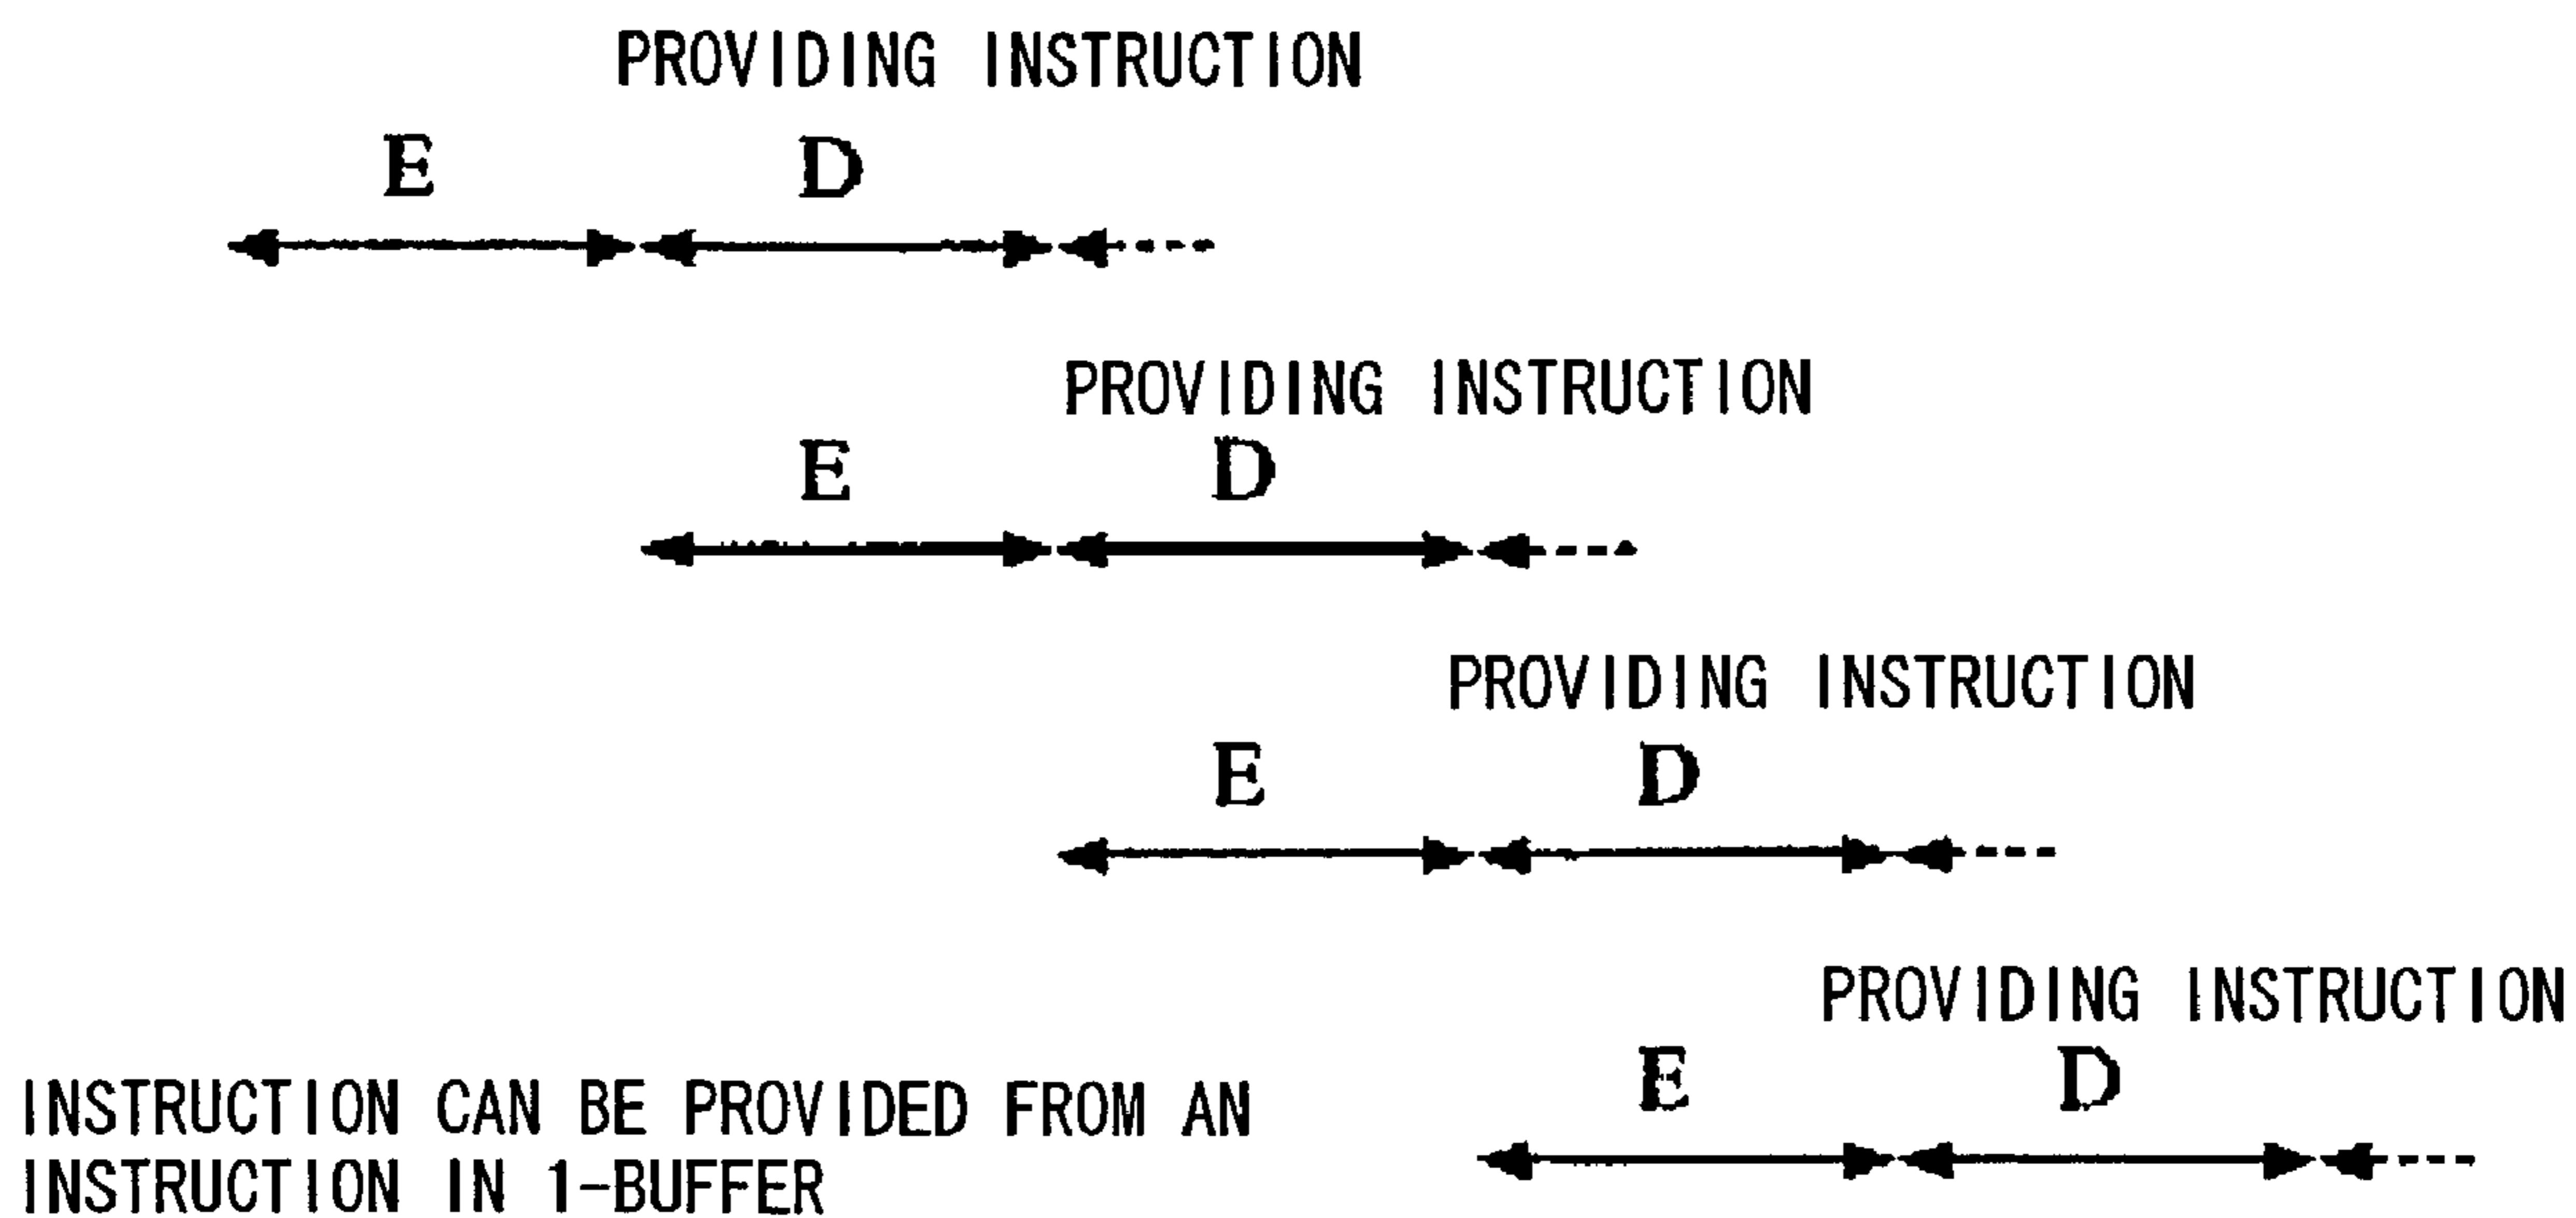 PROVIDING INSTRUCTION
E D
PROVIDING INSTRUCTION
E D
PROVIDING INSTRUCTION
E D
PROVIDING INSTRUCTION
E D
INSTRUCTION CAN BE PROVIDED FROM AN
INSTRUCTION IN 1-BUFFER